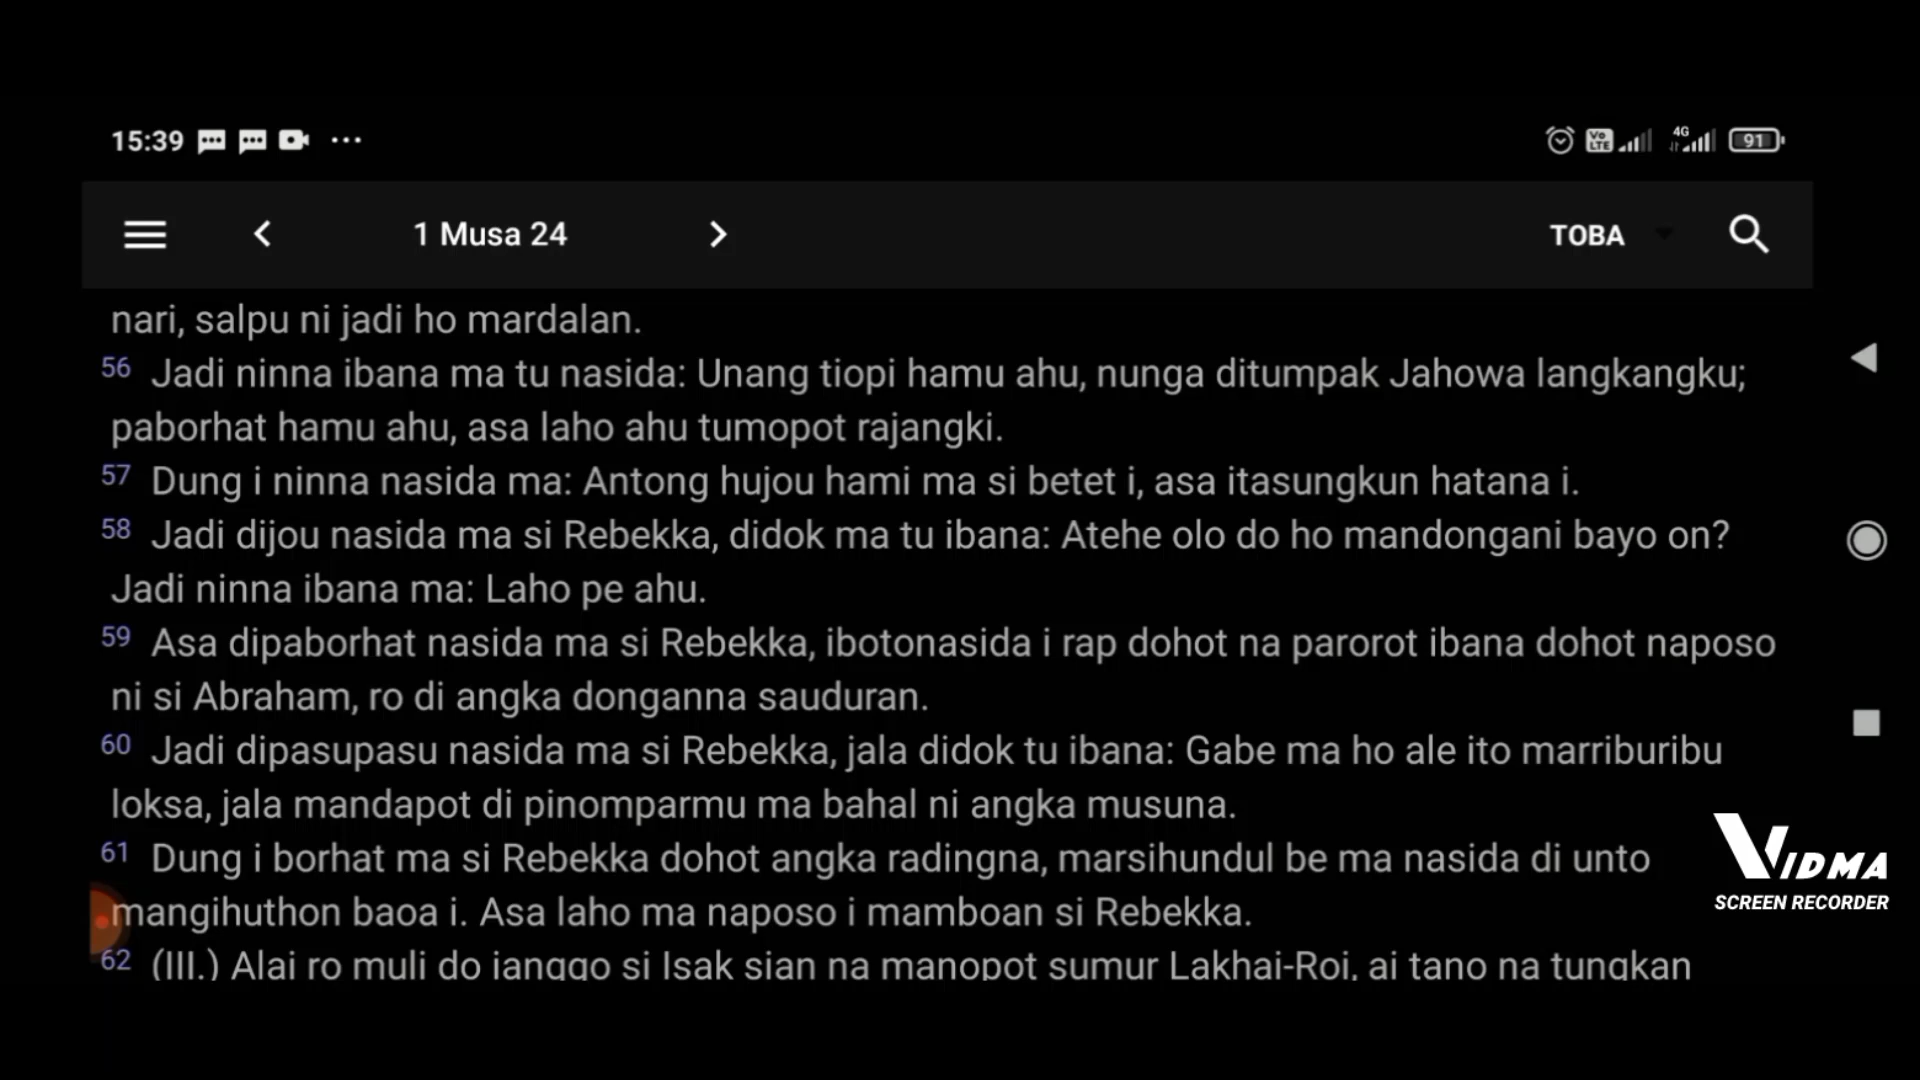 15:39
VoLTE 4G 91
1 Musa 24 TOBA
nari, salpu ni jadi ho mardalan.
56 Jadi ninna ibana ma tu nasida: Unang tiopi hamu ahu, nunga ditumpak Jahowa langkangku;
paborhat hamu ahu, asa laho ahu tumopot rajangki.
57 Dung i ninna nasida ma: Antong hujou hami ma si betet i, asa itasungkun hatana i.
58 Jadi dijou nasida ma si Rebekka, didok ma tu ibana: Atehe olo do ho mandongani bayo on?
Jadi ninna ibana ma: Laho pe ahu.
59 Asa dipaborhat nasida ma si Rebekka, ibotonasida i rap dohot na parorot ibana dohot naposo
ni si Abraham, ro di angka donganna sauduran.
60 Jadi dipasupasu nasida ma si Rebekka, jala didok tu ibana: Gabe ma ho ale ito marriburibu
loksa, jala mandapot di pinomparmu ma bahal ni angka musuna.
61 Dung i borhat ma si Rebekka dohot angka radingna, marsihundul be ma nasida di unto
mangihuthon baoa i. Asa laho ma naposo i mamboan si Rebekka.
62 (III.) Alai ro muli do ianggo si Isak sian na manopot sumur Lakhai-Roi, ai tano na tungkan
VIDMA
SCREEN RECORDER